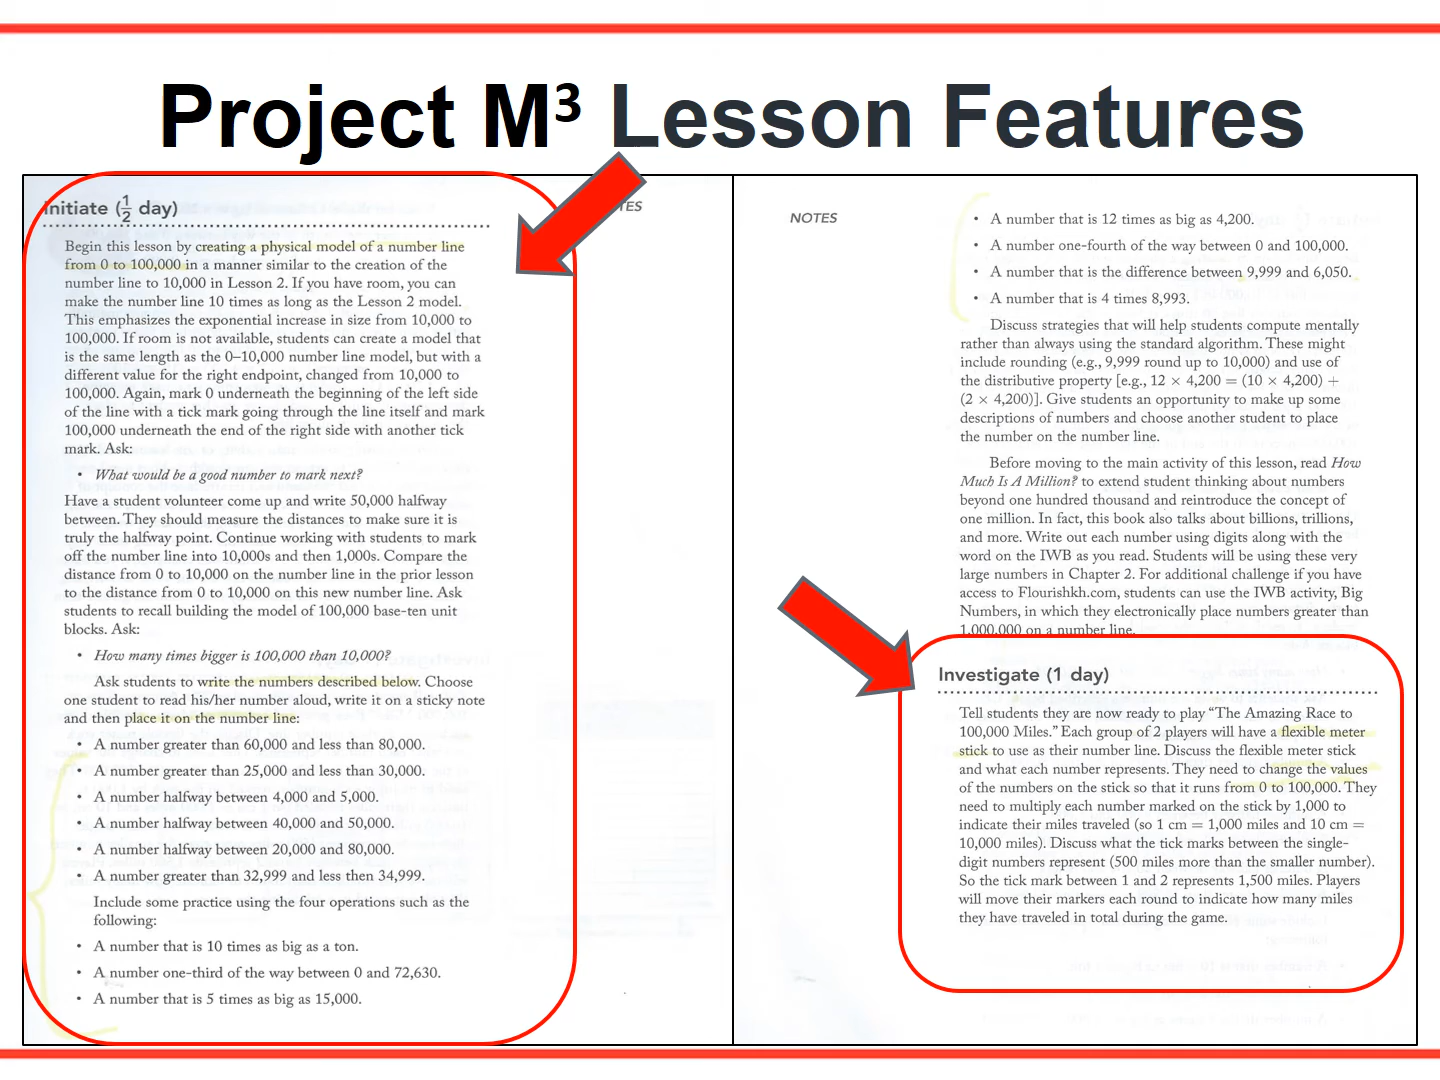 Project M³ Lesson Features
Initiate (½ day)
Begin this lesson by creating a physical model of a number line
from 0 to 100,000 in a manner similar to the creation of the
number line to 10,000 in Lesson 2. If you have room, you can
make the number line 10 times as long as the Lesson 2 model.
This emphasizes the exponential increase in size from 10,000 to
100,000. If room is not available, students can create a model that
is the same length as the 0–10,000 number line model, but with a
different value for the right endpoint, changed from 10,000 to
100,000. Again, mark 0 underneath the beginning of the left side
of the line with a tick mark going through the line itself and mark
100,000 underneath the end of the right side with another tick
mark. Ask:
• What would be a good number to mark next?
Have a student volunteer come up and write 50,000 halfway
between. They should measure the distances to make sure it is
truly the halfway point. Continue working with students to mark
off the number line into 10,000s and then 1,000s. Compare the
distance from 0 to 10,000 on the number line in the prior lesson
to the distance from 0 to 10,000 on this new number line. Ask
students to recall building the model of 100,000 base-ten unit
blocks. Ask:
• How many times bigger is 100,000 than 10,000?
Ask students to write the numbers described below. Choose
one student to read his/her number aloud, write it on a sticky note
and then place it on the number line:
• A number greater than 60,000 and less than 80,000.
• A number greater than 25,000 and less than 30,000.
• A number halfway between 4,000 and 5,000.
• A number halfway between 40,000 and 50,000.
• A number halfway between 20,000 and 80,000.
• A number greater than 32,999 and less then 34,999.
Include some practice using the four operations such as the
following:
• A number that is 10 times as big as a ton.
• A number one-third of the way between 0 and 72,630.
• A number that is 5 times as big as 15,000.
TES
NOTES
• A number that is 12 times as big as 4,200.
• A number one-fourth of the way between 0 and 100,000.
• A number that is the difference between 9,999 and 6,050.
• A number that is 4 times 8,993.
Discuss strategies that will help students compute mentally
rather than always using the standard algorithm. These might
include rounding (e.g., 9,999 round up to 10,000) and use of
the distributive property [e.g., 12 × 4,200 = (10 × 4,200) +
(2 × 4,200)]. Give students an opportunity to make up some
descriptions of numbers and choose another student to place
the number on the number line.
Before moving to the main activity of this lesson, read How
Much Is A Million? to extend student thinking about numbers
beyond one hundred thousand and reintroduce the concept of
one million. In fact, this book also talks about billions, trillions,
and more. Write out each number using digits along with the
word on the IWB as you read. Students will be using these very
large numbers in Chapter 2. For additional challenge if you have
access to Flourishkh.com, students can use the IWB activity, Big
Numbers, in which they electronically place numbers greater than
1,000,000 on a number line.
Investigate (1 day)
Tell students they are now ready to play “The Amazing Race to
100,000 Miles.” Each group of 2 players will have a flexible meter
stick to use as their number line. Discuss the flexible meter stick
and what each number represents. They need to change the values
of the numbers on the stick so that it runs from 0 to 100,000. They
need to multiply each number marked on the stick by 1,000 to
indicate their miles traveled (so 1 cm = 1,000 miles and 10 cm =
10,000 miles). Discuss what the tick marks between the single-
digit numbers represent (500 miles more than the smaller number).
So the tick mark between 1 and 2 represents 1,500 miles. Players
will move their markers each round to indicate how many miles
they have traveled in total during the game.